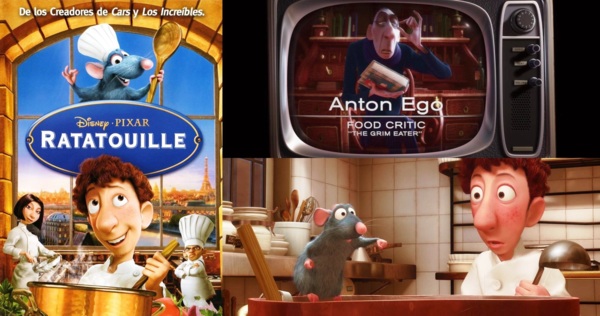 De los Creadores de Cars y Los Increíbles.
DISNEY · PIXAR
RATATOUILLE
Anton Ego
FOOD CRITIC
"THE GRIM EATER"